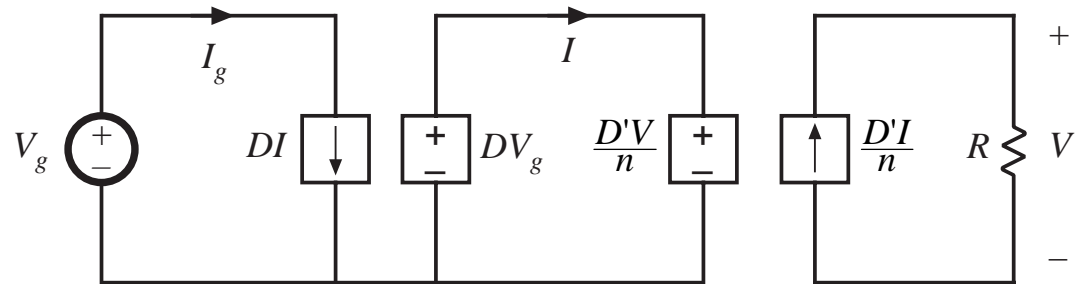 I_g
I
+
V_g
+
−
DI
+
−
DV_g
D'V/n
+
−
D'I/n
R
V
−